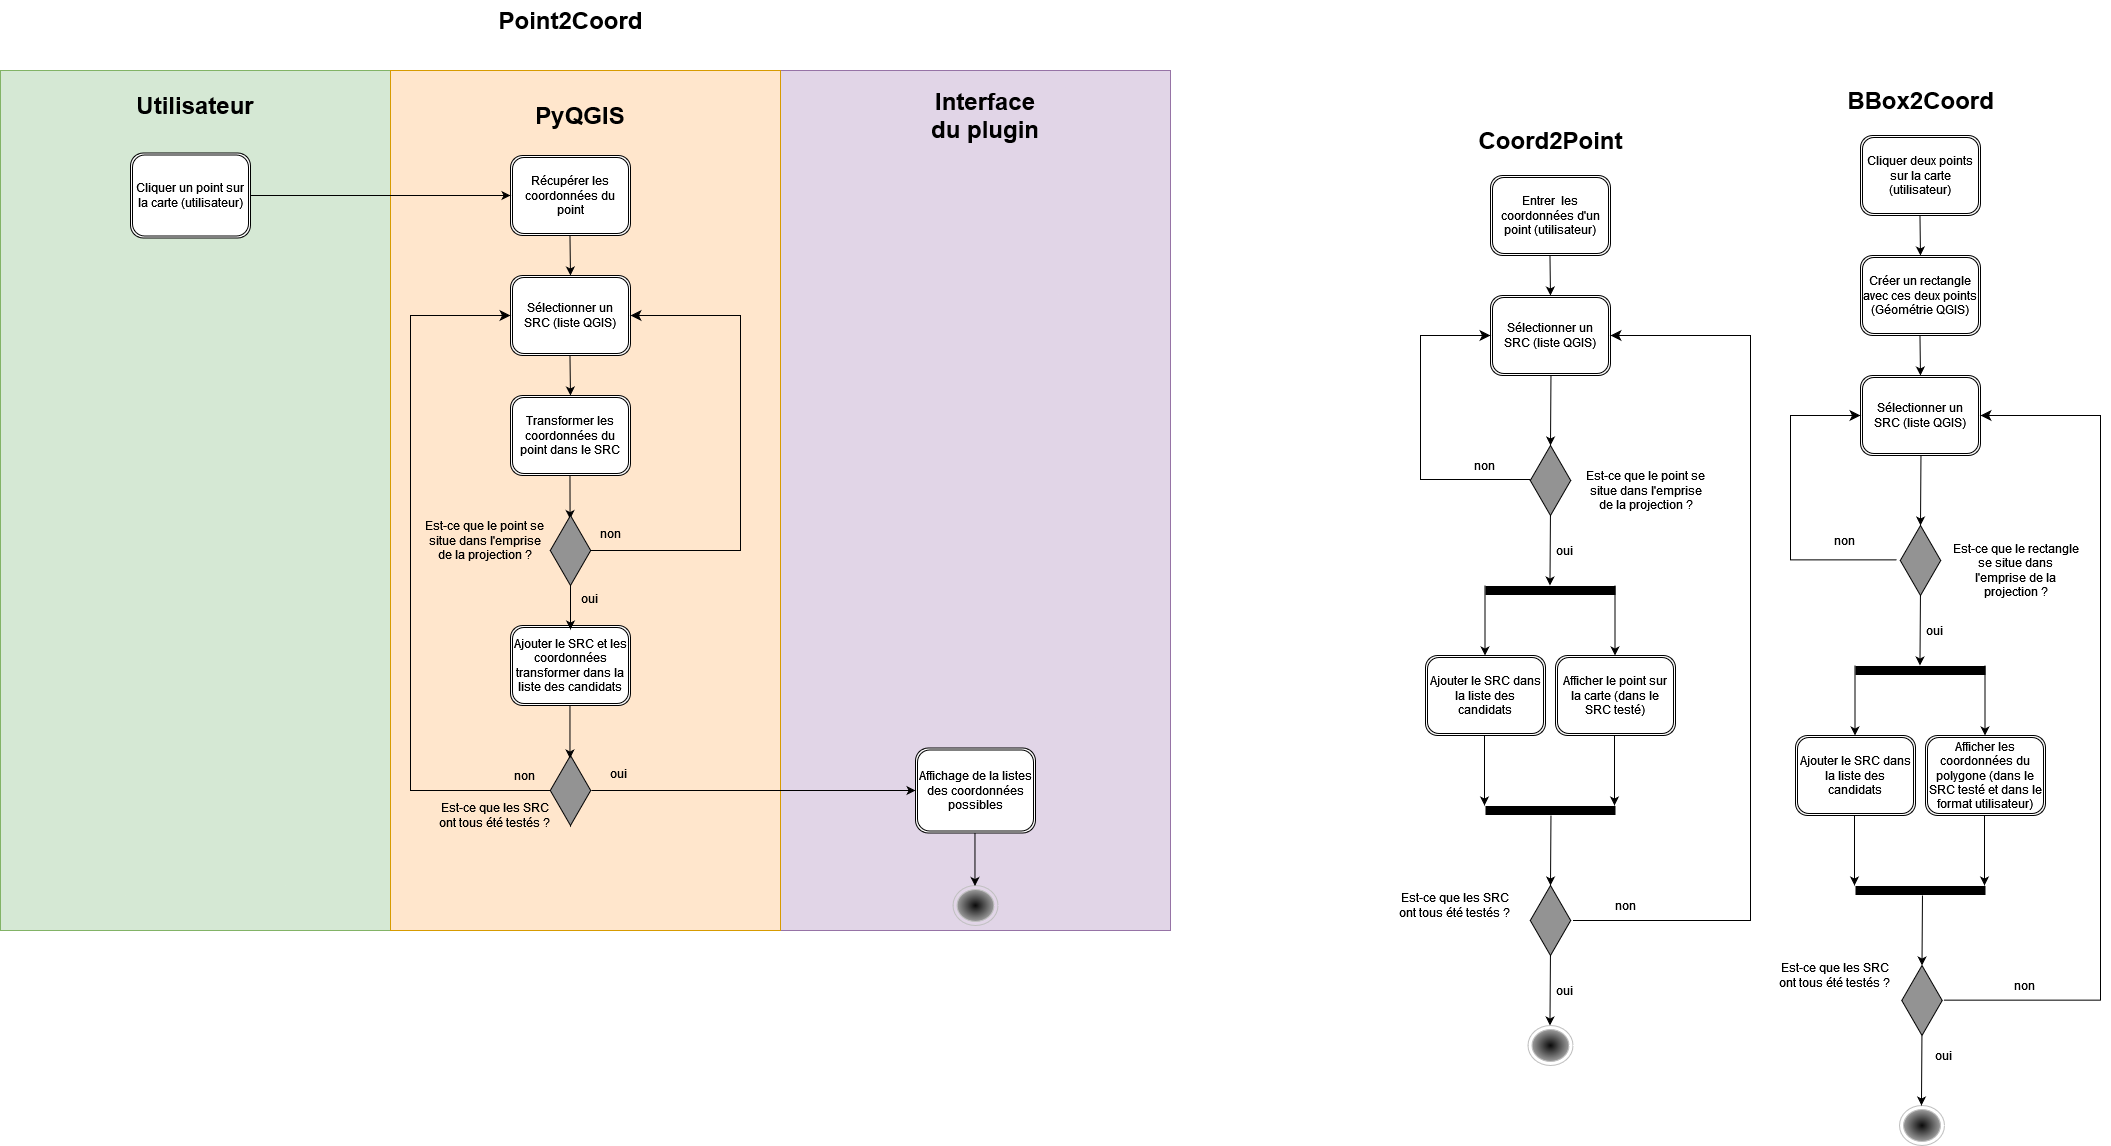 Point2Coord
Utilisateur
PyQGIS
Interface
du plugin
Cliquer un point sur
la carte (utilisateur)
Récupérer les
coordonnées du
point
Sélectionner un
SRC (liste QGIS)
Transformer les
coordonnées du
point dans le SRC
Est-ce que le point se
situe dans l'emprise
de la projection ?
non
oui
Ajouter le SRC et les
coordonnées
transformer dans la
liste des candidats
non
oui
Est-ce que les SRC
ont tous été testés ?
Affichage de la listes
des coordonnées
possibles
Coord2Point
Entrer  les
coordonnées d'un
point (utilisateur)
Sélectionner un
SRC (liste QGIS)
non
Est-ce que le point se
situe dans l'emprise
de la projection ?
oui
Ajouter le SRC dans
la liste des
candidats
Afficher le point sur
la carte (dans le
SRC testé)
Est-ce que les SRC
ont tous été testés ?
non
oui
BBox2Coord
Cliquer deux points
sur la carte
(utilisateur)
Créer un rectangle
avec ces deux points
(Géométrie QGIS)
Sélectionner un
SRC (liste QGIS)
non
Est-ce que le rectangle
se situe dans
l'emprise de la
projection ?
oui
Ajouter le SRC dans
la liste des
candidats
Afficher les
coordonnées du
polygone (dans le
SRC testé et dans le
format utilisateur)
Est-ce que les SRC
ont tous été testés ?
non
oui